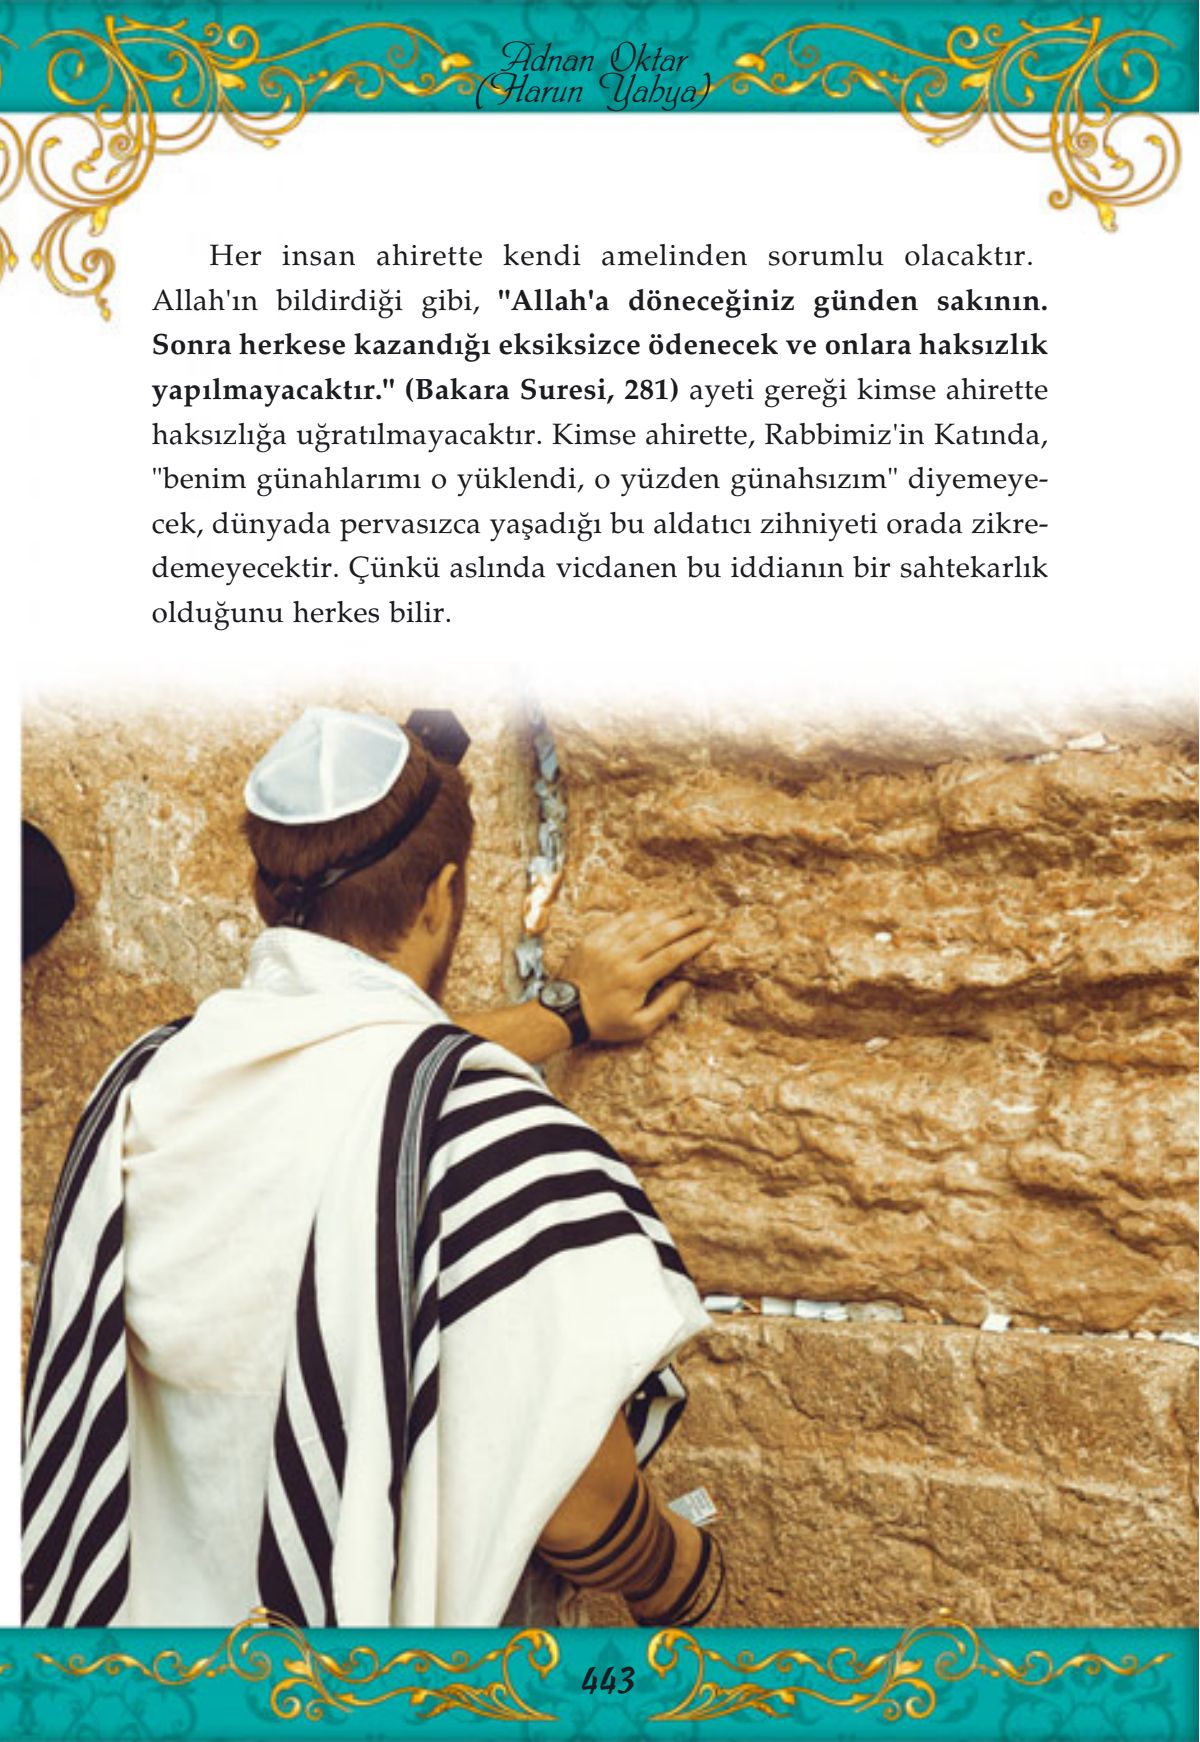 Adnan Oktar
(Harun Yahya)
Her insan ahirette kendi amelinden sorumlu olacaktır.
Allah'ın bildirdiği gibi, "Allah'a döneceğiniz günden sakının.
Sonra herkese kazandığı eksiksizce ödenecek ve onlara haksızlık
yapılmayacaktır." (Bakara Suresi, 281) ayeti gereği kimse ahirette
haksızlığa uğratılmayacaktır. Kimse ahirette, Rabbimiz'in Katında,
"benim günahlarımı o yüklendi, o yüzden günahsızım" diyemeye-
cek, dünyada pervasızca yaşadığı bu aldatıcı zihniyeti orada zikre-
demeyecektir. Çünkü aslında vicdanen bu iddianın bir sahtekarlık
olduğunu herkes bilir.
443